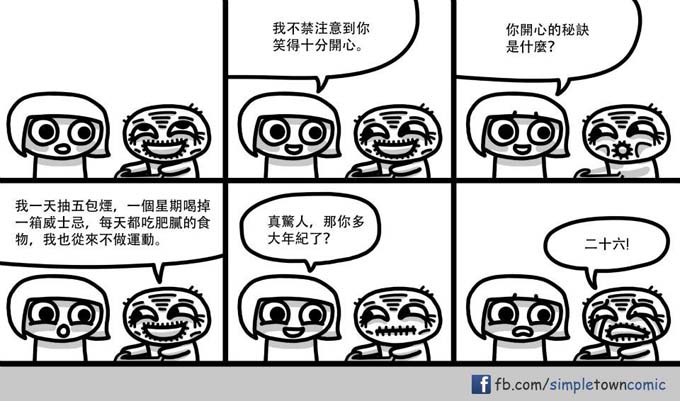 我不禁注意到你
笑得十分開心。
你開心的秘訣
是什麼?
我一天抽五包煙，一個星期喝掉
一箱威士忌，每天都吃肥膩的食
物，我也從來不做運動。
真驚人，那你多
大年紀了?
二十六!
f fb.com/simpletowncomic